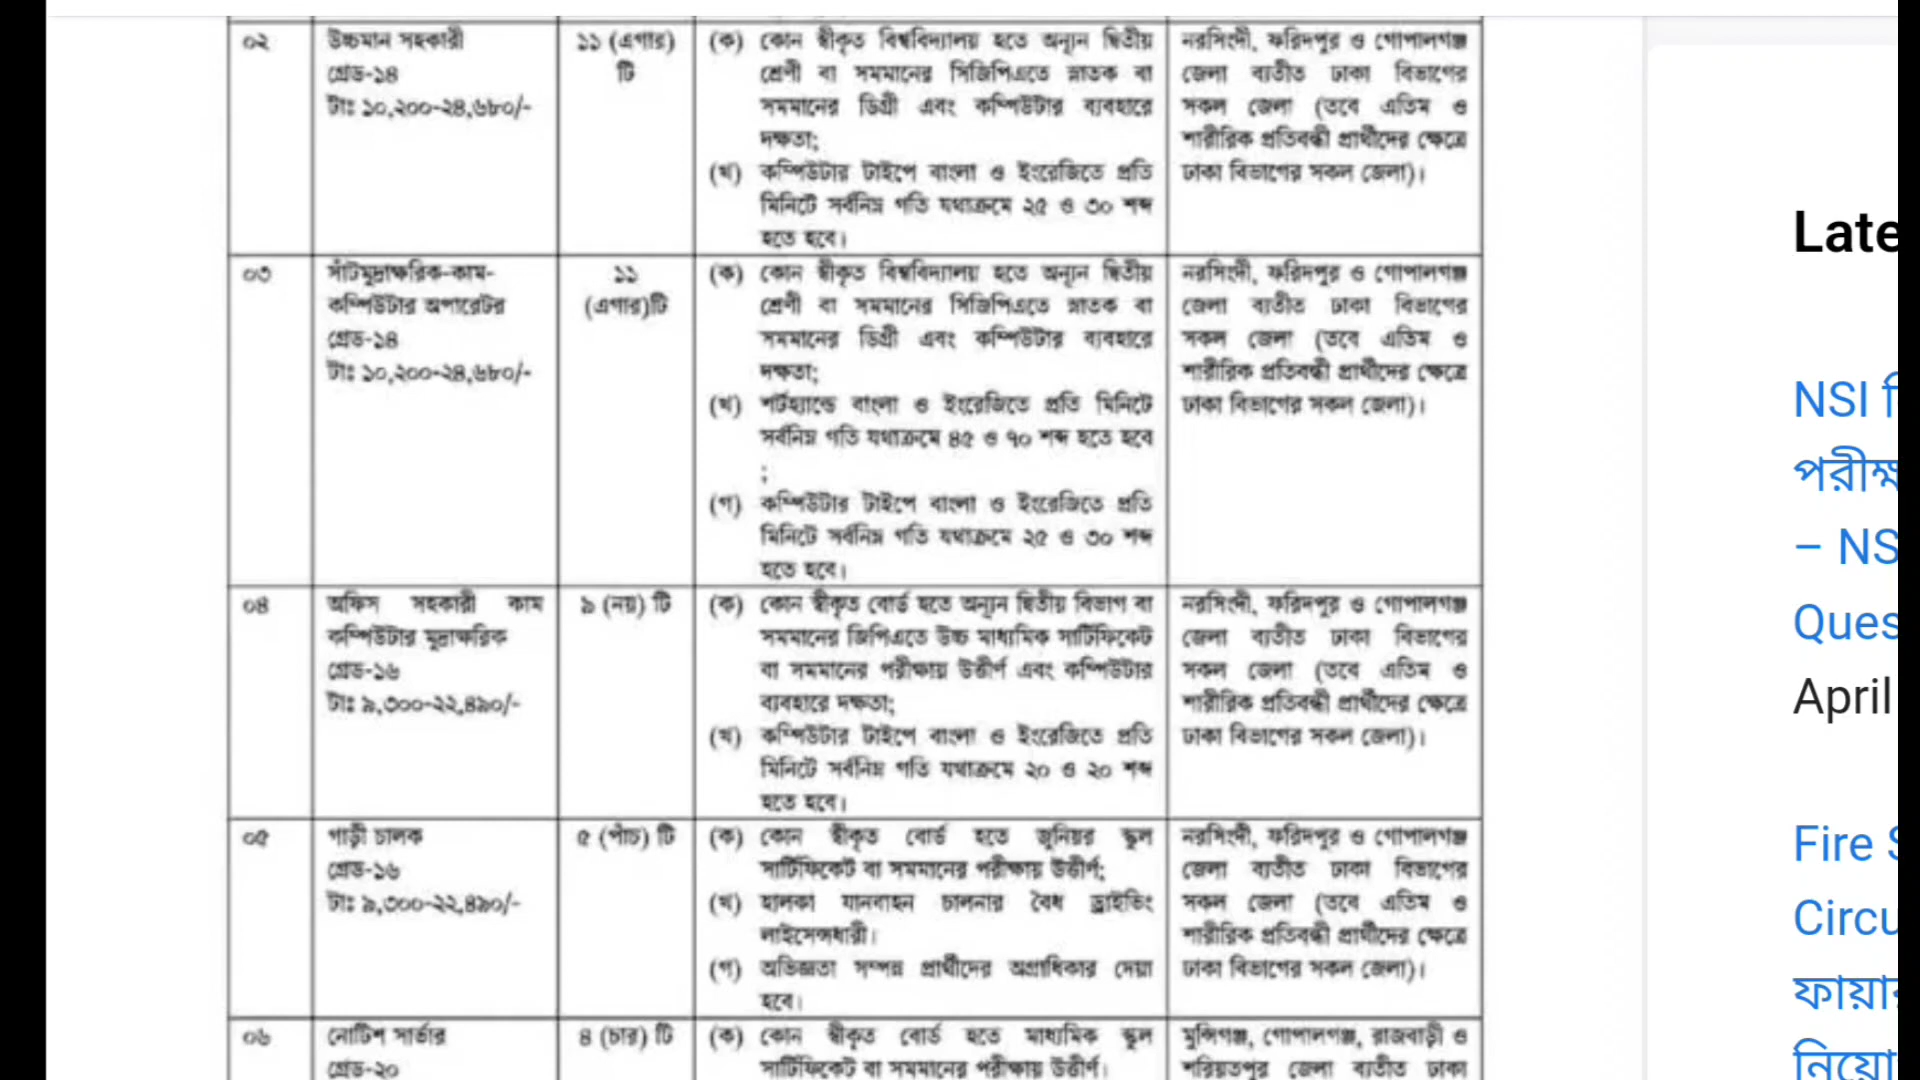 ০২
উচ্চমান সহকারী
গ্রেড-১৪
টাঃ ১০,২০০-২৪,৬৮০/-
১১ (এগার)
টি
(ক) কোন স্বীকৃত বিশ্ববিদ্যালয় হতে অন্যূন দ্বিতীয়
শ্রেণী বা সমমানের সিজিপিএতে স্নাতক বা
সমমানের ডিগ্রী এবং কম্পিউটার ব্যবহারে
দক্ষতা;
(খ) কম্পিউটার টাইপে বাংলা ও ইংরেজিতে প্রতি
মিনিটে সর্বনিম্ন গতি যথাক্রমে ২৫ ও ৩০ শব্দ
হতে হবে।
নরসিংদী, ফরিদপুর ও গোপালগঞ্জ
জেলা ব্যতীত ঢাকা বিভাগের
সকল জেলা (তবে এতিম ও
শারীরিক প্রতিবন্ধী প্রার্থীদের ক্ষেত্রে
ঢাকা বিভাগের সকল জেলা)।
০৩
সাঁটমুদ্রাক্ষরিক-কাম-
কম্পিউটার অপারেটর
গ্রেড-১৪
টাঃ ১০,২০০-২৪,৬৮০/-
১১
(এগার)টি
(ক) কোন স্বীকৃত বিশ্ববিদ্যালয় হতে অন্যূন দ্বিতীয়
শ্রেণী বা সমমানের সিজিপিএতে স্নাতক বা
সমমানের ডিগ্রী এবং কম্পিউটার ব্যবহারে
দক্ষতা;
(খ) শর্টহ্যান্ডে বাংলা ও ইংরেজিতে প্রতি মিনিটে
সর্বনিম্ন গতি যথাক্রমে ৪৫ ও ৭০ শব্দ হতে হবে
;
(গ) কম্পিউটার টাইপে বাংলা ও ইংরেজিতে প্রতি
মিনিটে সর্বনিম্ন গতি যথাক্রমে ২৫ ও ৩০ শব্দ
হতে হবে।
নরসিংদী, ফরিদপুর ও গোপালগঞ্জ
জেলা ব্যতীত ঢাকা বিভাগের
সকল জেলা (তবে এতিম ও
শারীরিক প্রতিবন্ধী প্রার্থীদের ক্ষেত্রে
ঢাকা বিভাগের সকল জেলা)।
০৪
অফিস সহকারী কাম
কম্পিউটার মুদ্রাক্ষরিক
গ্রেড-১৬
টাঃ ৯,৩০০-২২,৪৯০/-
৯ (নয়) টি
(ক) কোন স্বীকৃত বোর্ড হতে অন্যূন দ্বিতীয় বিভাগ বা
সমমানের জিপিএতে উচ্চ মাধ্যমিক সার্টিফিকেট
বা সমমানের পরীক্ষায় উত্তীর্ণ এবং কম্পিউটার
ব্যবহারে দক্ষতা;
(খ) কম্পিউটার টাইপে বাংলা ও ইংরেজিতে প্রতি
মিনিটে সর্বনিম্ন গতি যথাক্রমে ২০ ও ২০ শব্দ
হতে হবে।
নরসিংদী, ফরিদপুর ও গোপালগঞ্জ
জেলা ব্যতীত ঢাকা বিভাগের
সকল জেলা (তবে এতিম ও
শারীরিক প্রতিবন্ধী প্রার্থীদের ক্ষেত্রে
ঢাকা বিভাগের সকল জেলা)।
০৫
গাড়ী চালক
গ্রেড-১৬
টাঃ ৯,৩০০-২২,৪৯০/-
৫ (পাঁচ) টি
(ক) কোন স্বীকৃত বোর্ড হতে জুনিয়র স্কুল
সার্টিফিকেট বা সমমানের পরীক্ষায় উত্তীর্ণ;
(খ) হালকা যানবাহন চালনার বৈধ ড্রাইভিং
লাইসেন্সধারী।
(গ) অভিজ্ঞতা সম্পন্ন প্রার্থীদের অগ্রাধিকার দেয়া
হবে।
নরসিংদী, ফরিদপুর ও গোপালগঞ্জ
জেলা ব্যতীত ঢাকা বিভাগের
সকল জেলা (তবে এতিম ও
শারীরিক প্রতিবন্ধী প্রার্থীদের ক্ষেত্রে
ঢাকা বিভাগের সকল জেলা)।
০৬
নোটিশ সার্ভার
গ্রেড-২০
৪ (চার) টি
(ক) কোন স্বীকৃত বোর্ড হতে মাধ্যমিক স্কুল
সার্টিফিকেট বা সমমানের পরীক্ষায় উত্তীর্ণ।
মুন্সিগঞ্জ, গোপালগঞ্জ, রাজবাড়ী ও
শরিয়তপুর জেলা ব্যতীত ঢাকা
Late
NSI নি
পরীক্ষ
– NS
Ques
April
Fire S
Circu
ফায়ার
নিয়ো